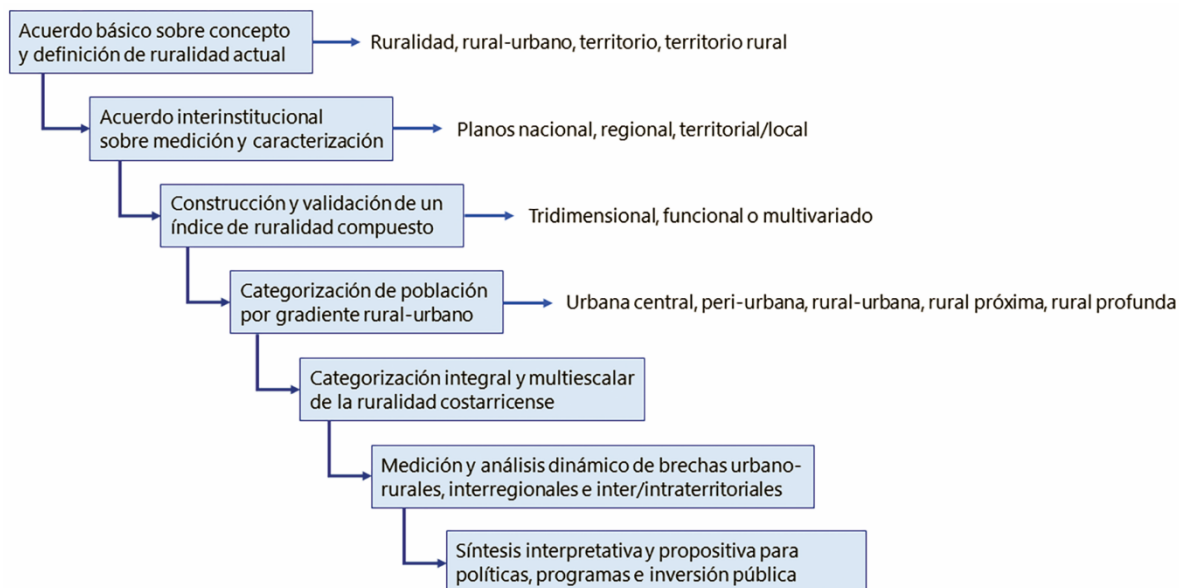 Acuerdo básico sobre concepto
y definición de ruralidad actual
Ruralidad, rural-urbano, territorio, territorio rural
Acuerdo interinstitucional
sobre medición y caracterización
Planos nacional, regional, territorial/local
Construcción y validación de un
índice de ruralidad compuesto
Tridimensional, funcional o multivariado
Categorización de población
por gradiente rural-urbano
Urbana central, peri-urbana, rural-urbana, rural próxima, rural profunda
Categorización integral y multiescalar
de la ruralidad costarricense
Medición y análisis dinámico de brechas urbano-
rurales, interregionales e inter/intraterritoriales
Síntesis interpretativa y propositiva para
políticas, programas e inversión pública